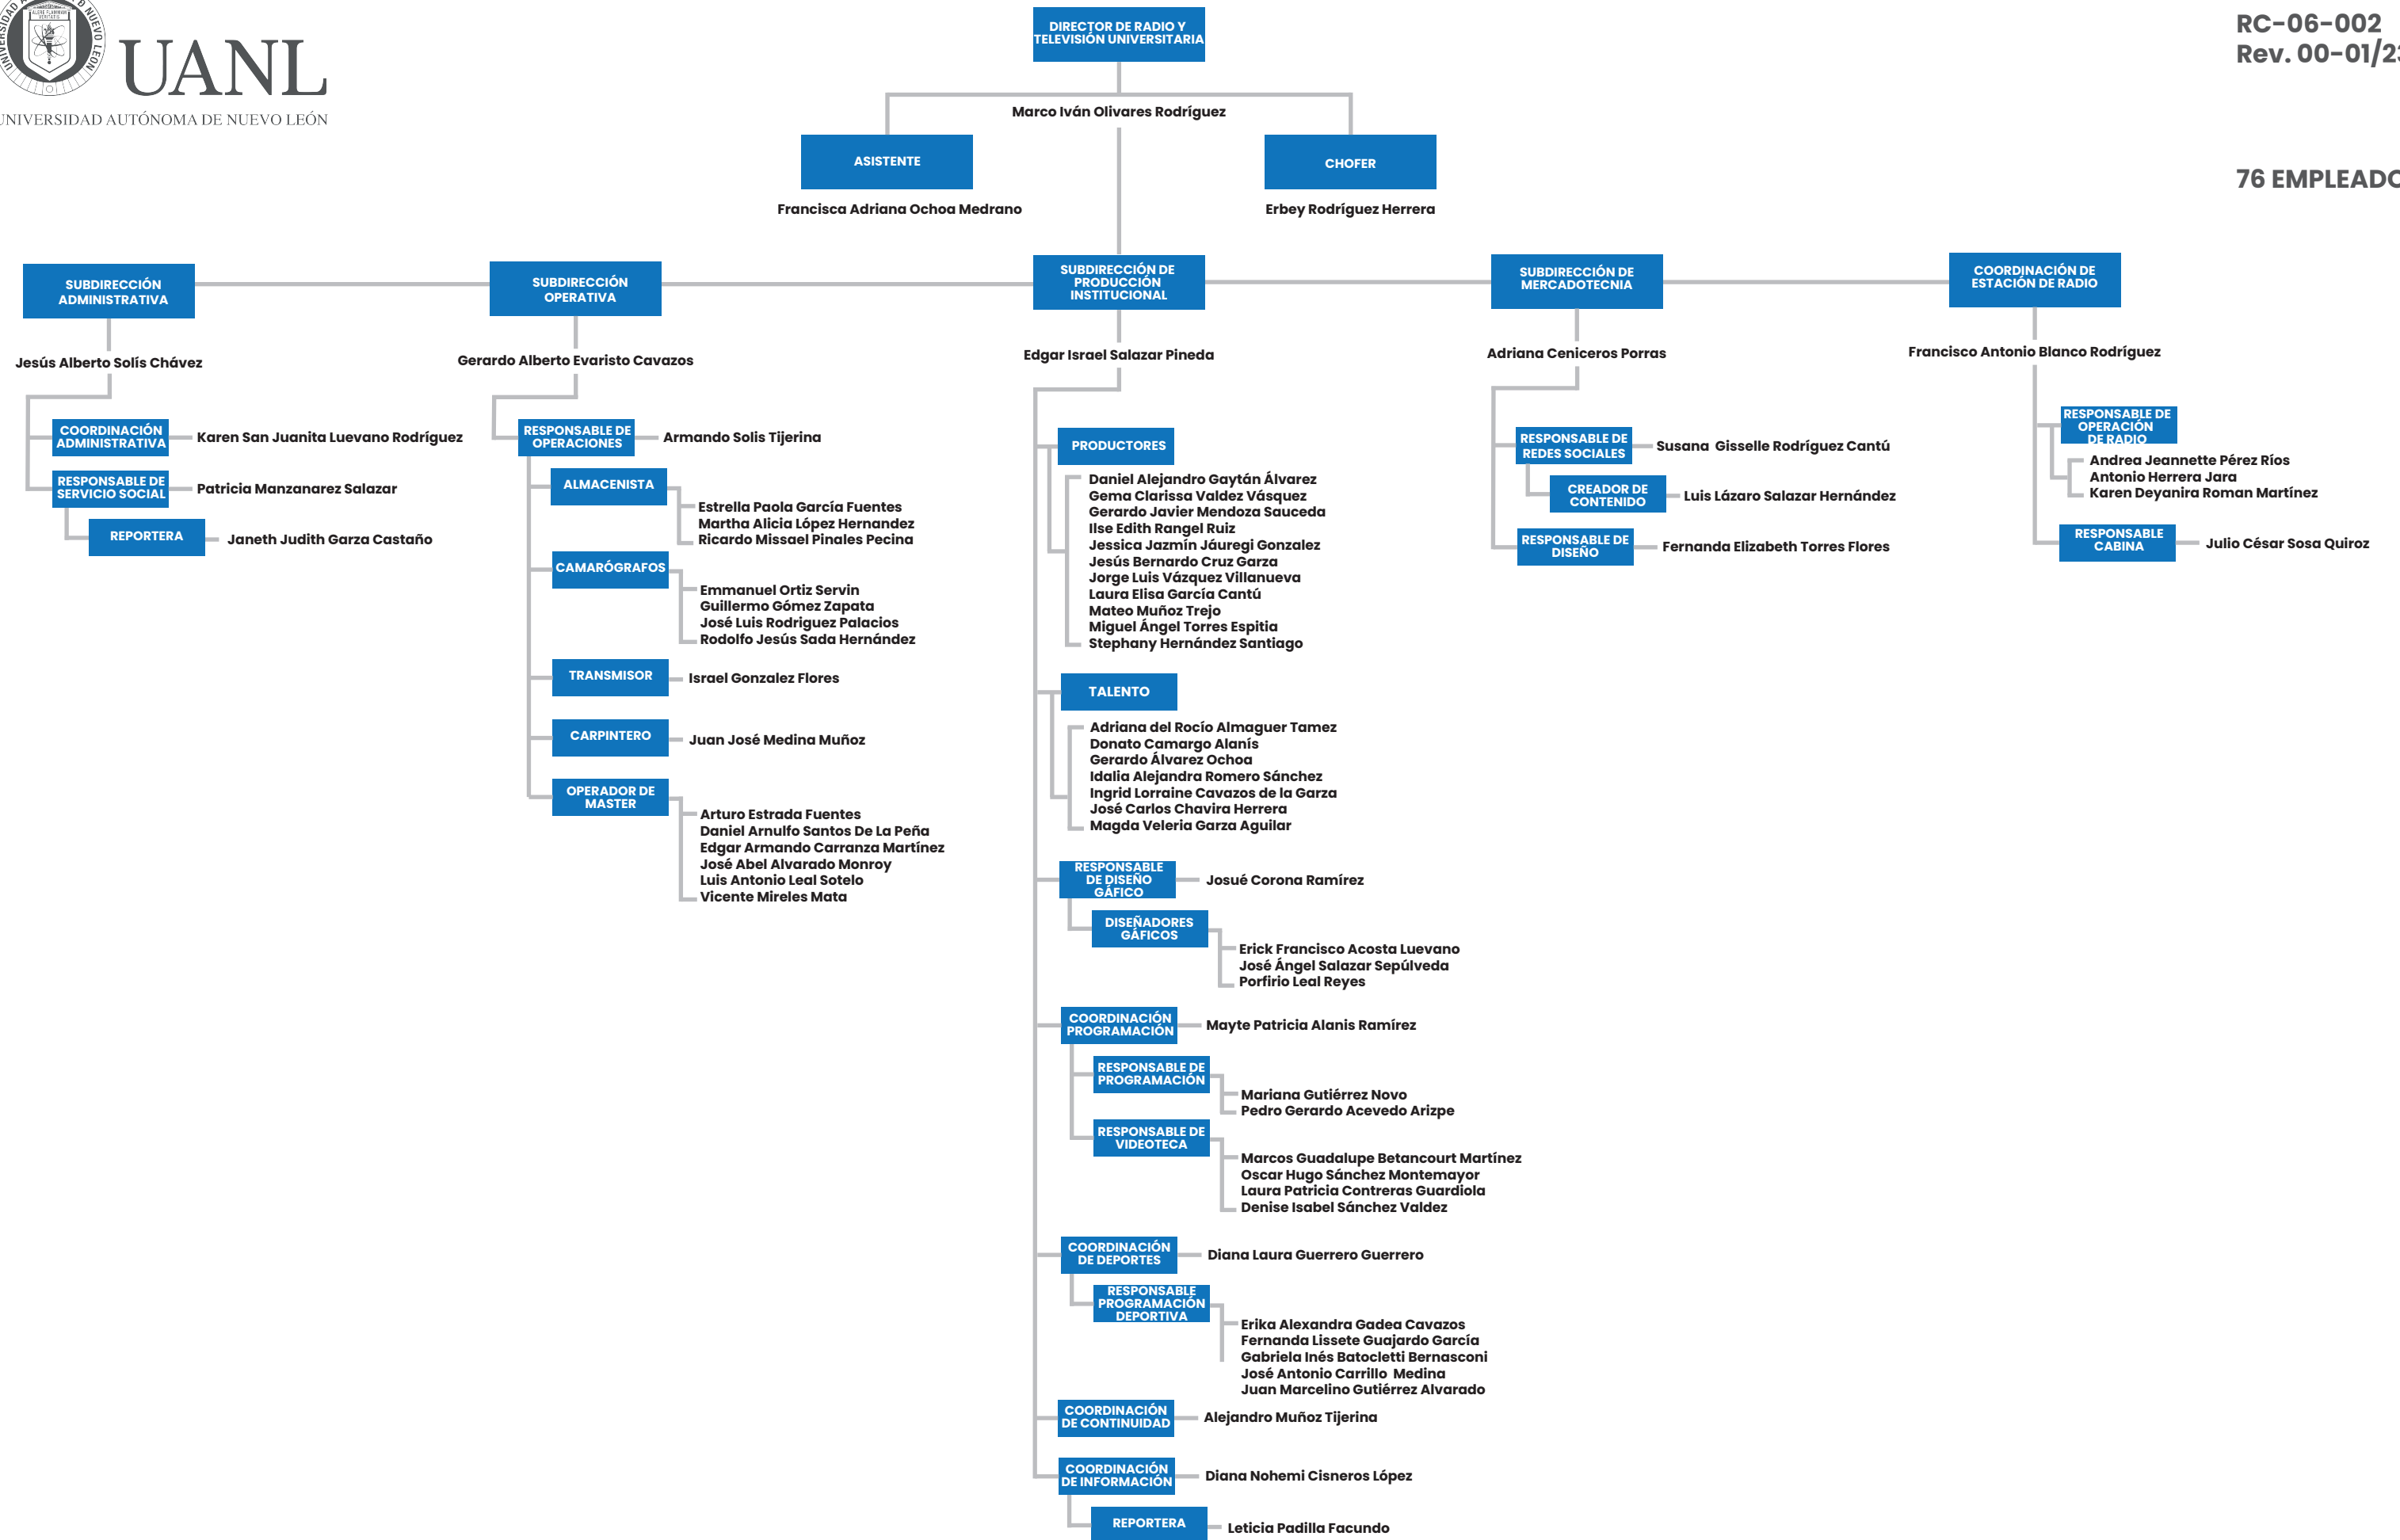 UANL
UNIVERSIDAD AUTÓNOMA DE NUEVO LEÓN
RC-06-002
Rev. 00-01/23
76 EMPLEADO
DIRECTOR DE RADIO Y
TELEVISIÓN UNIVERSITARIA
Marco Iván Olivares Rodríguez
ASISTENTE
Francisca Adriana Ochoa Medrano
CHOFER
Erbey Rodríguez Herrera
SUBDIRECCIÓN
ADMINISTRATIVA
Jesús Alberto Solís Chávez
COORDINACIÓN
ADMINISTRATIVA
Karen San Juanita Luevano Rodríguez
RESPONSABLE DE
SERVICIO SOCIAL
Patricia Manzanarez Salazar
REPORTERA
Janeth Judith Garza Castaño
SUBDIRECCIÓN
OPERATIVA
Gerardo Alberto Evaristo Cavazos
RESPONSABLE DE
OPERACIONES
Armando Solis Tijerina
ALMACENISTA
Estrella Paola García Fuentes
Martha Alicia López Hernandez
Ricardo Missael Pinales Pecina
CAMARÓGRAFOS
Emmanuel Ortiz Servin
Guillermo Gómez Zapata
José Luis Rodriguez Palacios
Rodolfo Jesús Sada Hernández
TRANSMISOR
Israel Gonzalez Flores
CARPINTERO
Juan José Medina Muñoz
OPERADOR DE
MASTER
Arturo Estrada Fuentes
Daniel Arnulfo Santos De La Peña
Edgar Armando Carranza Martínez
José Abel Alvarado Monroy
Luis Antonio Leal Sotelo
Vicente Mireles Mata
SUBDIRECCIÓN DE
PRODUCCIÓN
INSTITUCIONAL
Edgar Israel Salazar Pineda
PRODUCTORES
Daniel Alejandro Gaytán Álvarez
Gema Clarissa Valdez Vásquez
Gerardo Javier Mendoza Sauceda
Ilse Edith Rangel Ruiz
Jessica Jazmín Jáuregi Gonzalez
Jesús Bernardo Cruz Garza
Jorge Luis Vázquez Villanueva
Laura Elisa García Cantú
Mateo Muñoz Trejo
Miguel Ángel Torres Espitia
Stephany Hernández Santiago
TALENTO
Adriana del Rocío Almaguer Tamez
Donato Camargo Alanís
Gerardo Álvarez Ochoa
Idalia Alejandra Romero Sánchez
Ingrid Lorraine Cavazos de la Garza
José Carlos Chavira Herrera
Magda Veleria Garza Aguilar
RESPONSABLE
DE DISEÑO
GÁFICO
Josué Corona Ramírez
DISEÑADORES
GÁFICOS
Erick Francisco Acosta Luevano
José Ángel Salazar Sepúlveda
Porfirio Leal Reyes
COORDINACIÓN
PROGRAMACIÓN
Mayte Patricia Alanis Ramírez
RESPONSABLE DE
PROGRAMACIÓN
Mariana Gutiérrez Novo
Pedro Gerardo Acevedo Arizpe
RESPONSABLE DE
VIDEOTECA
Marcos Guadalupe Betancourt Martínez
Oscar Hugo Sánchez Montemayor
Laura Patricia Contreras Guardiola
Denise Isabel Sánchez Valdez
COORDINACIÓN
DE DEPORTES
Diana Laura Guerrero Guerrero
RESPONSABLE
PROGRAMACIÓN
DEPORTIVA
Erika Alexandra Gadea Cavazos
Fernanda Lissete Guajardo García
Gabriela Inés Batocletti Bernasconi
José Antonio Carrillo Medina
Juan Marcelino Gutiérrez Alvarado
COORDINACIÓN
DE CONTINUIDAD
Alejandro Muñoz Tijerina
COORDINACIÓN
DE INFORMACIÓN
Diana Nohemi Cisneros López
REPORTERA
Leticia Padilla Facundo
SUBDIRECCIÓN DE
MERCADOTECNIA
Adriana Ceniceros Porras
RESPONSABLE DE
REDES SOCIALES
Susana Gisselle Rodríguez Cantú
CREADOR DE
CONTENIDO
Luis Lázaro Salazar Hernández
RESPONSABLE DE
DISEÑO
Fernanda Elizabeth Torres Flores
COORDINACIÓN DE
ESTACIÓN DE RADIO
Francisco Antonio Blanco Rodríguez
RESPONSABLE DE
OPERACIÓN
DE RADIO
Andrea Jeannette Pérez Ríos
Antonio Herrera Jara
Karen Deyanira Roman Martínez
RESPONSABLE
CABINA
Julio César Sosa Quiroz